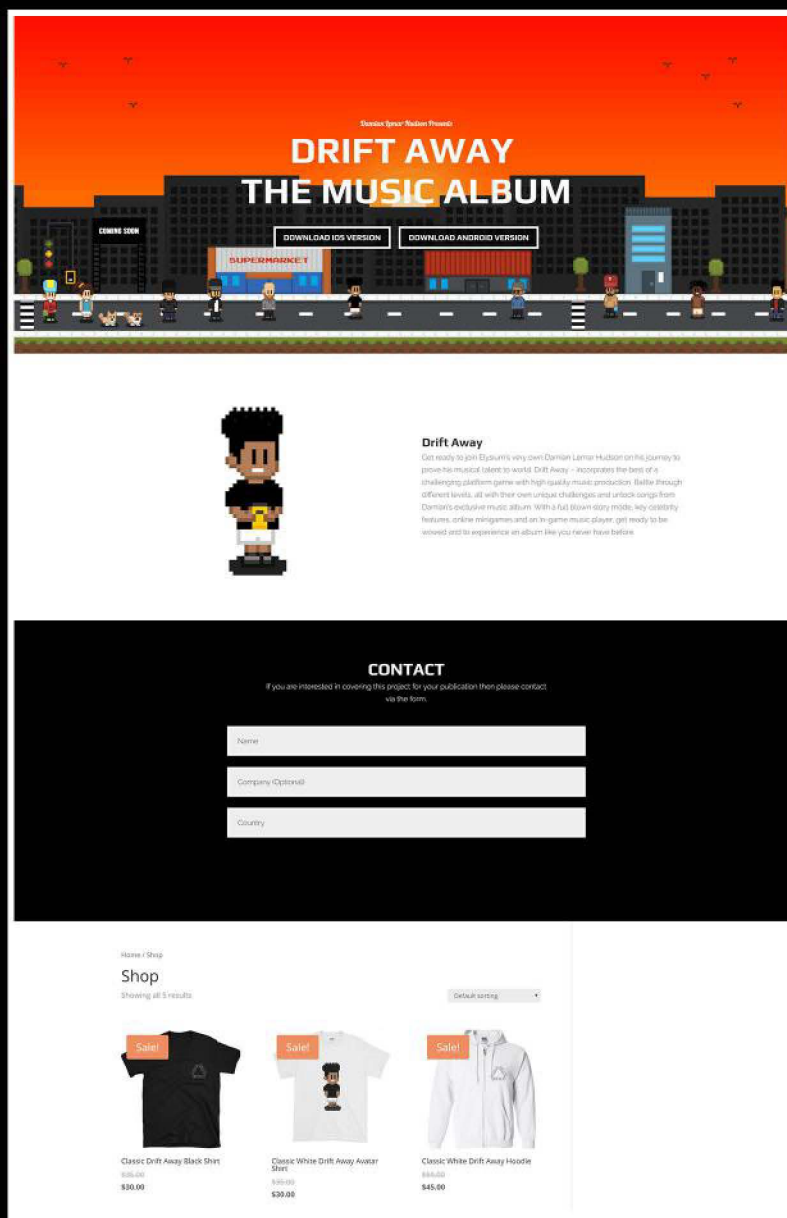 Damian Lemar Hudson Presents
DRIFT AWAY
THE MUSIC ALBUM
DOWNLOAD IOS VERSION
DOWNLOAD ANDROID VERSION
COMING SOON
SUPERMARKET
Drift Away
Get ready to join Elysium's very own Damian Lemar Hudson on his journey to
prove his musical talent to world. Drift Away – incorprates the best of a
challenging platform game with high quality music production. Battle through
different levels, all with their own unique challenges and unlock songs from
Damian's exclusive music album. With a full blown story mode, key celebrity
features, online minigames and an in-game music player, get ready to be
wowed and to experience an album like you never have before
CONTACT
If you are interested in covering this project for your publication then please contact
via the form.
Name
Company (Optional)
Country
Home / Shop
Shop
Showing all 5 results
Default sorting
Sale!
Sale!
Sale!
Classic Drift Away Black Shirt
$35.00
$30.00
Classic White Drift Away Avatar
Shirt
$35.00
$30.00
Classic White Drift Away Hoodie
$45.00